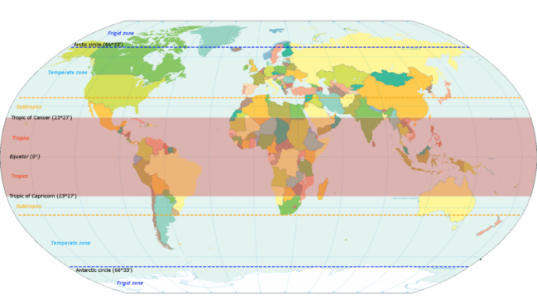 Frigid zone
Arctic circle (66°33')
Temperate zone
Subtropics
Tropic of Cancer (23°27')
Tropics
Equator (0°)
Tropics
Tropic of Capricorn (23°27')
Subtropics
Temperate zone
Antarctic circle (66°33')
Frigid zone